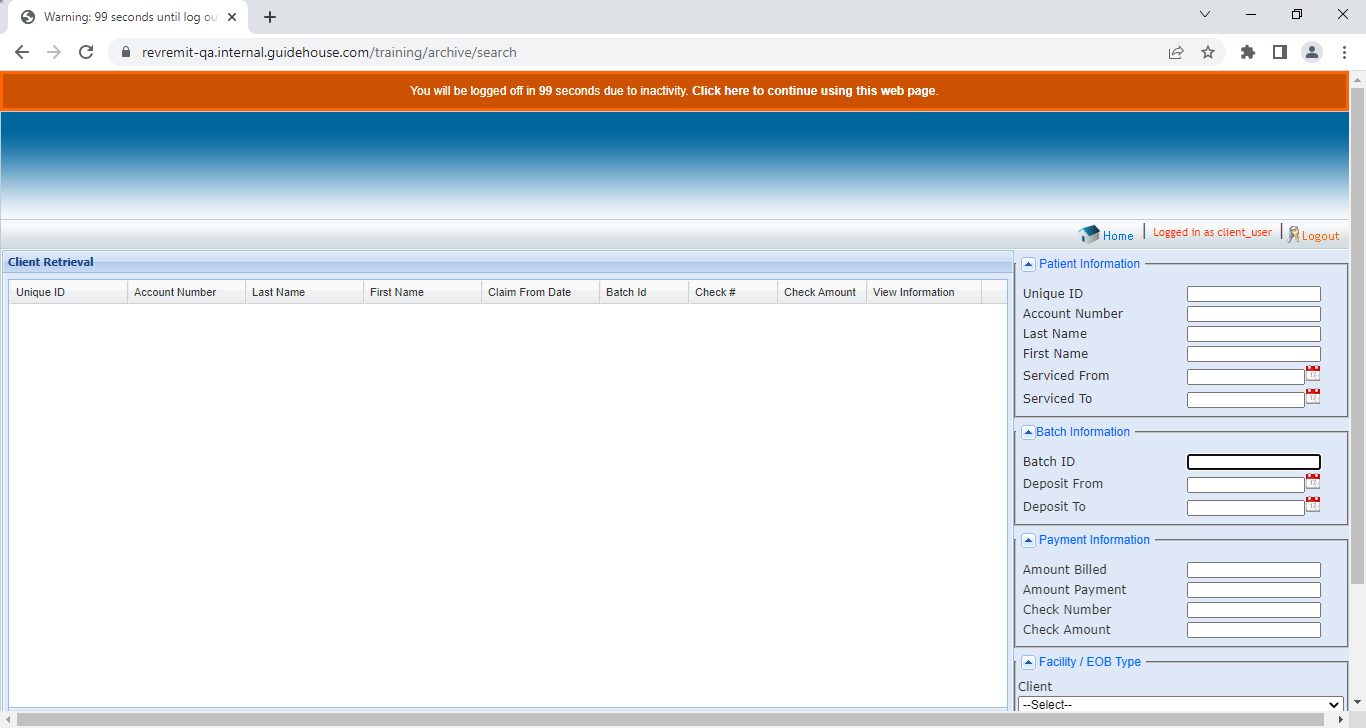 Warning: 99 seconds until log ou
revremit-qa.internal.guidehouse.com/training/archive/search
You will be logged off in 99 seconds due to inactivity. Click here to continue using this web page.
Home
Logged in as client_user
Logout
Client Retrieval
Unique ID Account Number Last Name First Name Claim From Date Batch Id Check # Check Amount View Information
Patient Information
Unique ID
Account Number
Last Name
First Name
Serviced From
Serviced To
Batch Information
Batch ID
Deposit From
Deposit To
Payment Information
Amount Billed
Amount Payment
Check Number
Check Amount
Facility / EOB Type
Client
--Select--